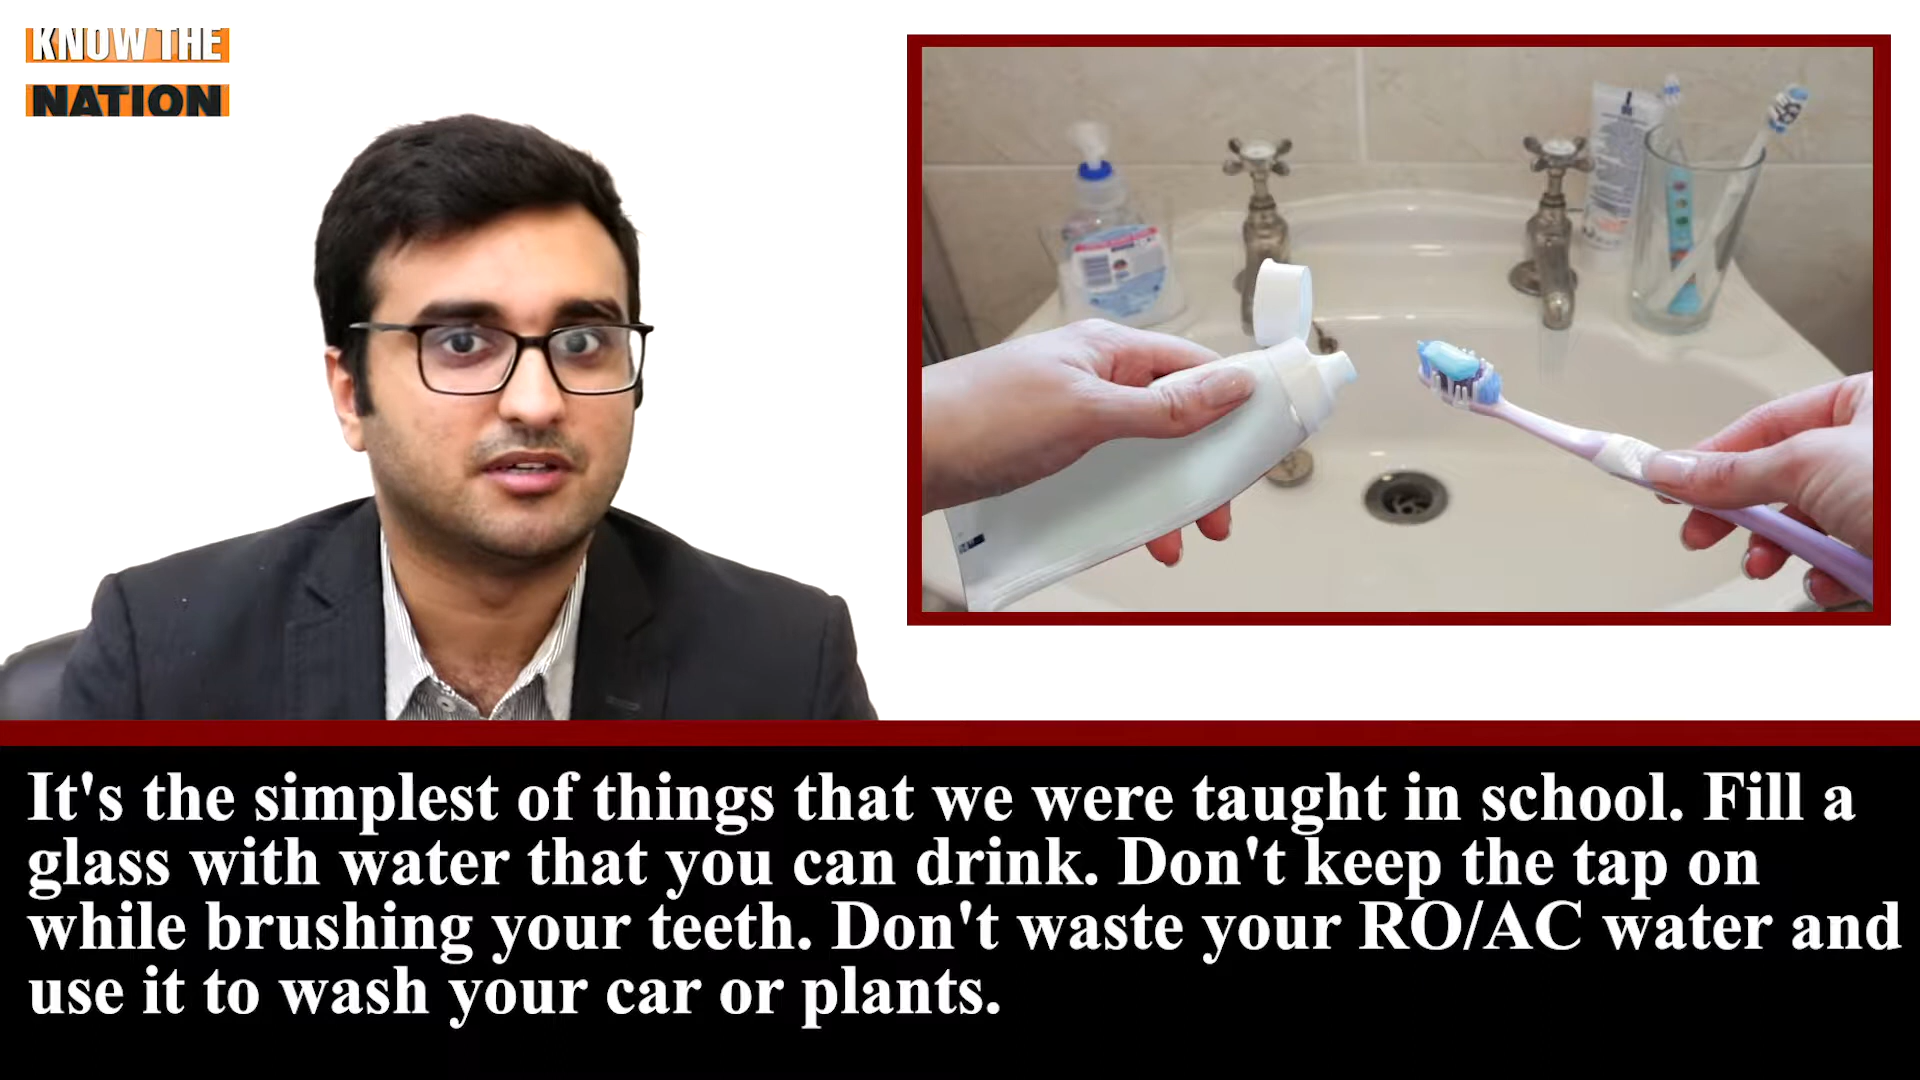 KNOW THE
NATION
It's the simplest of things that we were taught in school. Fill a
glass with water that you can drink. Don't keep the tap on
while brushing your teeth. Don't waste your RO/AC water and
use it to wash your car or plants.